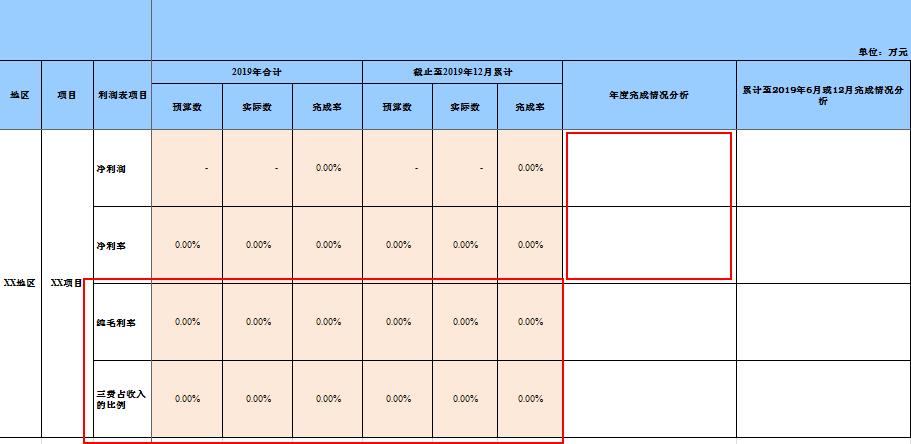 单位：万元
地区
项目
利润表项目
2019年合计
截止至2019年12月累计
年度完成情况分析
累计至2019年6月或12月完成情况分
析
预算数
实际数
完成率
预算数
实际数
完成率
XX地区
XX项目
净利润
-
-
0.00%
-
-
0.00%
净利率
0.00%
0.00%
0.00%
0.00%
0.00%
0.00%
纯毛利率
0.00%
0.00%
0.00%
0.00%
0.00%
0.00%
三费占收入
的比例
0.00%
0.00%
0.00%
0.00%
0.00%
0.00%